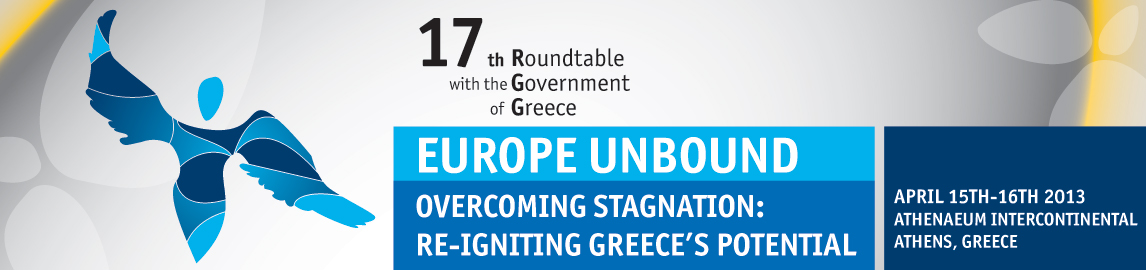 17th Roundtable
with the Government
of Greece
EUROPE UNBOUND
OVERCOMING STAGNATION:
RE-IGNITING GREECE'S POTENTIAL
APRIL 15TH-16TH 2013
ATHENAEUM INTERCONTINENTAL
ATHENS, GREECE